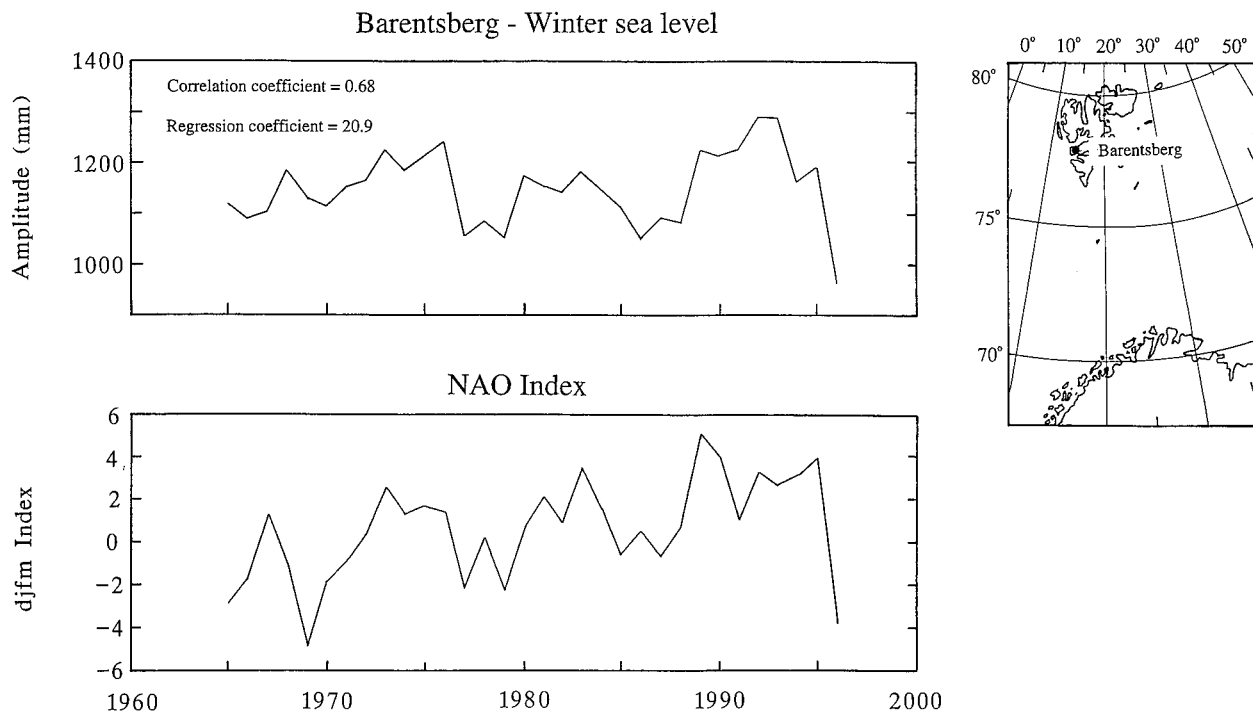 Barentsberg - Winter sea level
1400
1200
1000
Amplitude (mm)
Correlation coefficient = 0.68
Regression coefficient = 20.9
NAO Index
6
4
2
0
−2
−4
−6
djfm Index
1960 1970 1980 1990 2000
0° 10° 20° 30° 40° 50°
80°
75°
70°
Barentsberg